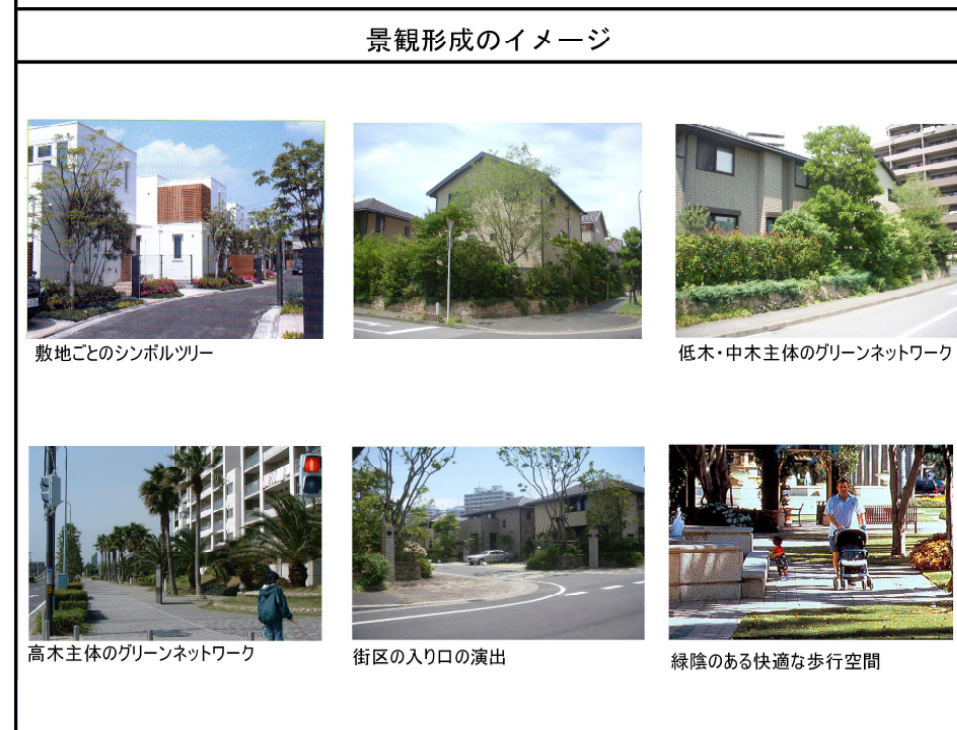 景観形成のイメージ
敷地ごとのシンボルツリー
低木・中木主体のグリーンネットワーク
高木主体のグリーンネットワーク
街区の入り口の演出
緑陰のある快適な歩行空間